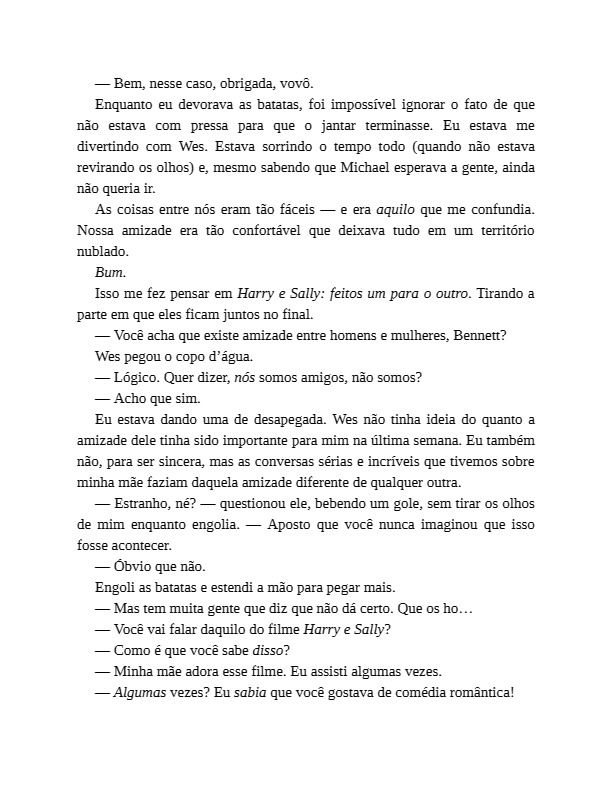 — Bem, nesse caso, obrigada, vovô.
Enquanto eu devorava as batatas, foi impossível ignorar o fato de que
não estava com pressa para que o jantar terminasse. Eu estava me
divertindo com Wes. Estava sorrindo o tempo todo (quando não estava
revirando os olhos) e, mesmo sabendo que Michael esperava a gente, ainda
não queria ir.
As coisas entre nós eram tão fáceis — e era aquilo que me confundia.
Nossa amizade era tão confortável que deixava tudo em um território
nublado.
Bum.
Isso me fez pensar em Harry e Sally: feitos um para o outro. Tirando a
parte em que eles ficam juntos no final.
— Você acha que existe amizade entre homens e mulheres, Bennett?
Wes pegou o copo d’água.
— Lógico. Quer dizer, nós somos amigos, não somos?
— Acho que sim.
Eu estava dando uma de desapegada. Wes não tinha ideia do quanto a
amizade dele tinha sido importante para mim na última semana. Eu também
não, para ser sincera, mas as conversas sérias e incríveis que tivemos sobre
minha mãe faziam daquela amizade diferente de qualquer outra.
— Estranho, né? — questionou ele, bebendo um gole, sem tirar os olhos
de mim enquanto engolia. — Aposto que você nunca imaginou que isso
fosse acontecer.
— Óbvio que não.
Engoli as batatas e estendi a mão para pegar mais.
— Mas tem muita gente que diz que não dá certo. Que os ho…
— Você vai falar daquilo do filme Harry e Sally?
— Como é que você sabe disso?
— Minha mãe adora esse filme. Eu assisti algumas vezes.
— Algumas vezes? Eu sabia que você gostava de comédia romântica!